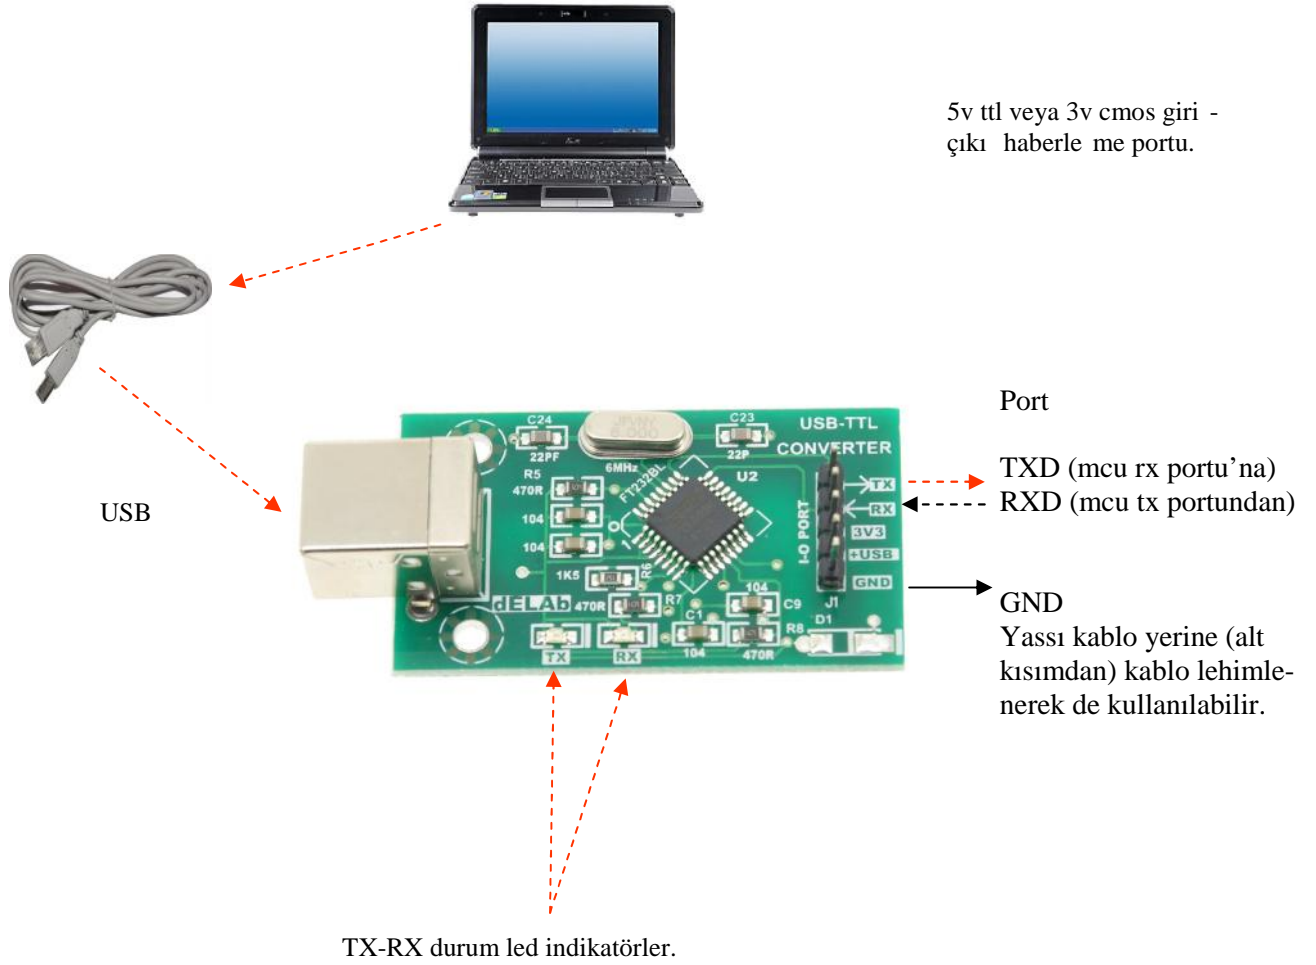 5v ttl veya 3v cmos giri -
çıkı haberle me portu.
Port
TXD (mcu rx portu’na)
RXD (mcu tx portundan)
USB
GND
Yassı kablo yerine (alt
kısımdan) kablo lehimle-
nerek de kullanılabilir.
C24
22PF
6MHz
C23
22P
USB-TTL
CONVERTER
R5
470R
104
104
FT232BL
U2
I-O PORT
TX
RX
3V3
+USB
GND
J1
1K5
R6
470R
R7
dELAb
C1
104
104
C9
R8
470R
D1
TX
RX
1
TX-RX durum led indikatörler.